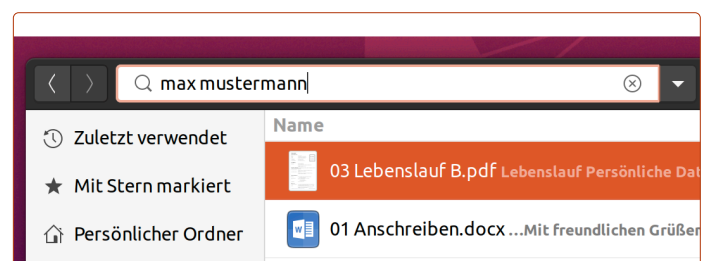 max mustermann
Zuletzt verwendet
Mit Stern markiert
Persönlicher Ordner
Name
03 Lebenslauf B.pdf Lebenslauf Persönliche Dat
01 Anschreiben.docx ...Mit freundlichen Grüßen